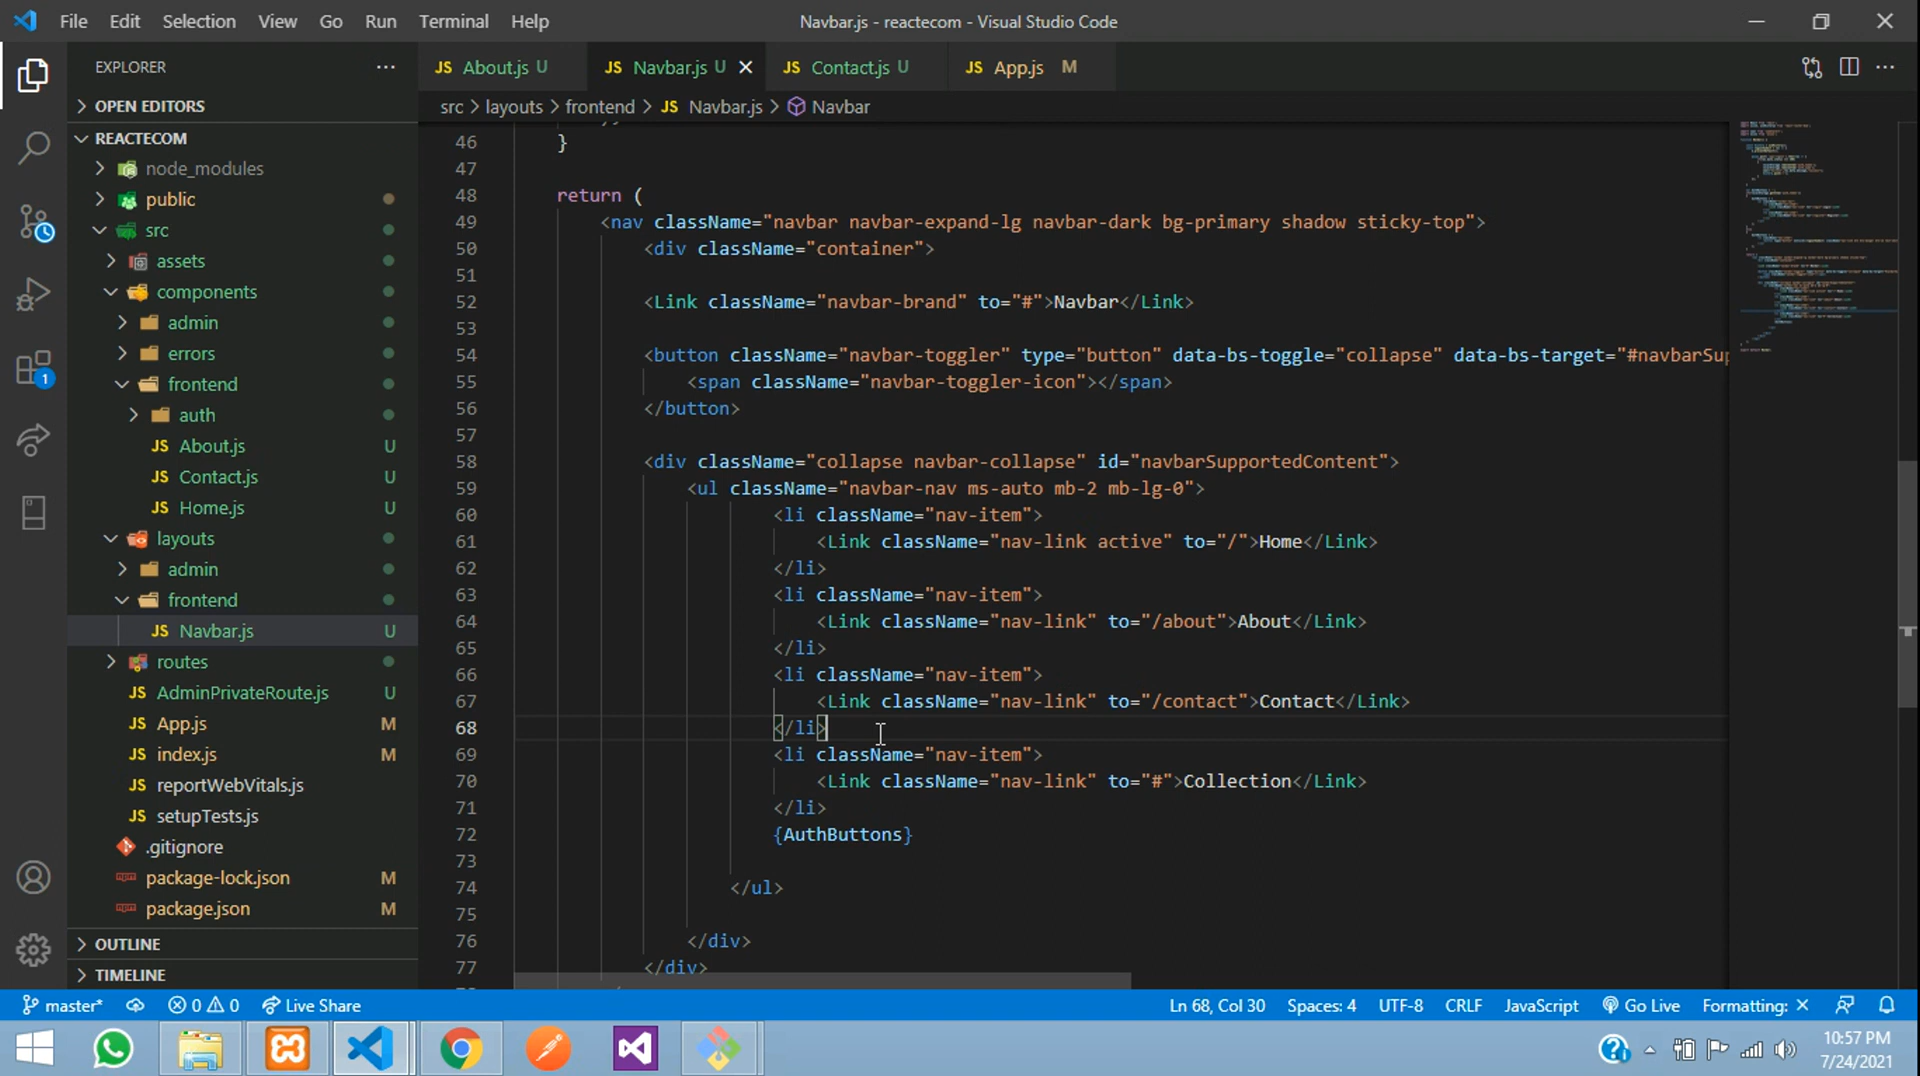 File Edit Selection View Go Run Terminal Help
Navbar.js - reactecom - Visual Studio Code
EXPLORER
OPEN EDITORS
REACTECOM
node_modules
public
src
assets
components
admin
errors
frontend
auth
JS About.js U
JS Contact.js U
JS Home.js U
layouts
admin
frontend
JS Navbar.js U
routes
JS AdminPrivateRoute.js U
JS App.js M
JS index.js M
JS reportWebVitals.js
JS setupTests.js
.gitignore
package-lock.json M
package.json M
OUTLINE
TIMELINE
1
JS About.js U
JS Navbar.js U
JS Contact.js U
JS App.js M
src > layouts > frontend > JS Navbar.js > Navbar
46 }
47
48 return (
49 <nav className="navbar navbar-expand-lg navbar-dark bg-primary shadow sticky-top">
50 <div className="container">
51
52 <Link className="navbar-brand" to="#">Navbar</Link>
53
54 <button className="navbar-toggler" type="button" data-bs-toggle="collapse" data-bs-target="#navbarSup
55 <span className="navbar-toggler-icon"></span>
56 </button>
57
58 <div className="collapse navbar-collapse" id="navbarSupportedContent">
59 <ul className="navbar-nav ms-auto mb-2 mb-lg-0">
60 <li className="nav-item">
61 <Link className="nav-link active" to="/">Home</Link>
62 </li>
63 <li className="nav-item">
64 <Link className="nav-link" to="/about">About</Link>
65 </li>
66 <li className="nav-item">
67 <Link className="nav-link" to="/contact">Contact</Link>
68 </li>
69 <li className="nav-item">
70 <Link className="nav-link" to="#">Collection</Link>
71 </li>
72 {AuthButtons}
73
74 </ul>
75
76 </div>
77 </div>
master* 0 0 Live Share
Ln 68, Col 30 Spaces: 4 UTF-8 CRLF JavaScript Go Live Formatting: ×
10:57 PM
7/24/2021